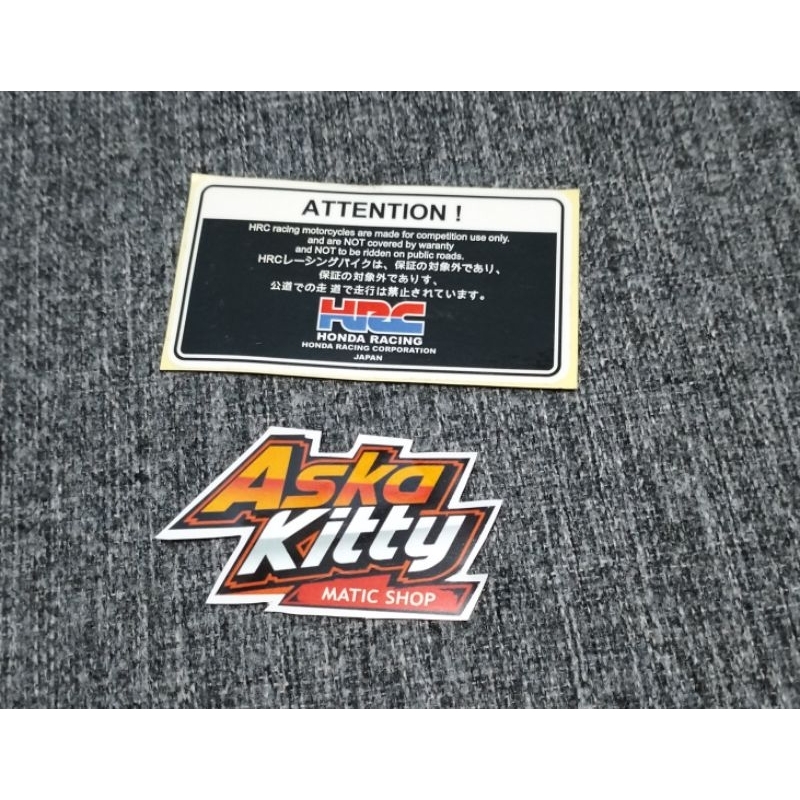 ATTENTION !
HRC racing motorcycles are made for competition use only.
and are NOT covered by waranty
and NOT to be ridden on public roads.
HRCレーシングバイクは、保証の対象外であリ、
保証の対象外でありす、
公道での走 道で走行は禁止されています。
HRC
HONDA RACING
HONDA RACING CORPORATION
JAPAN
Aska
Kitty
MATIC SHOP